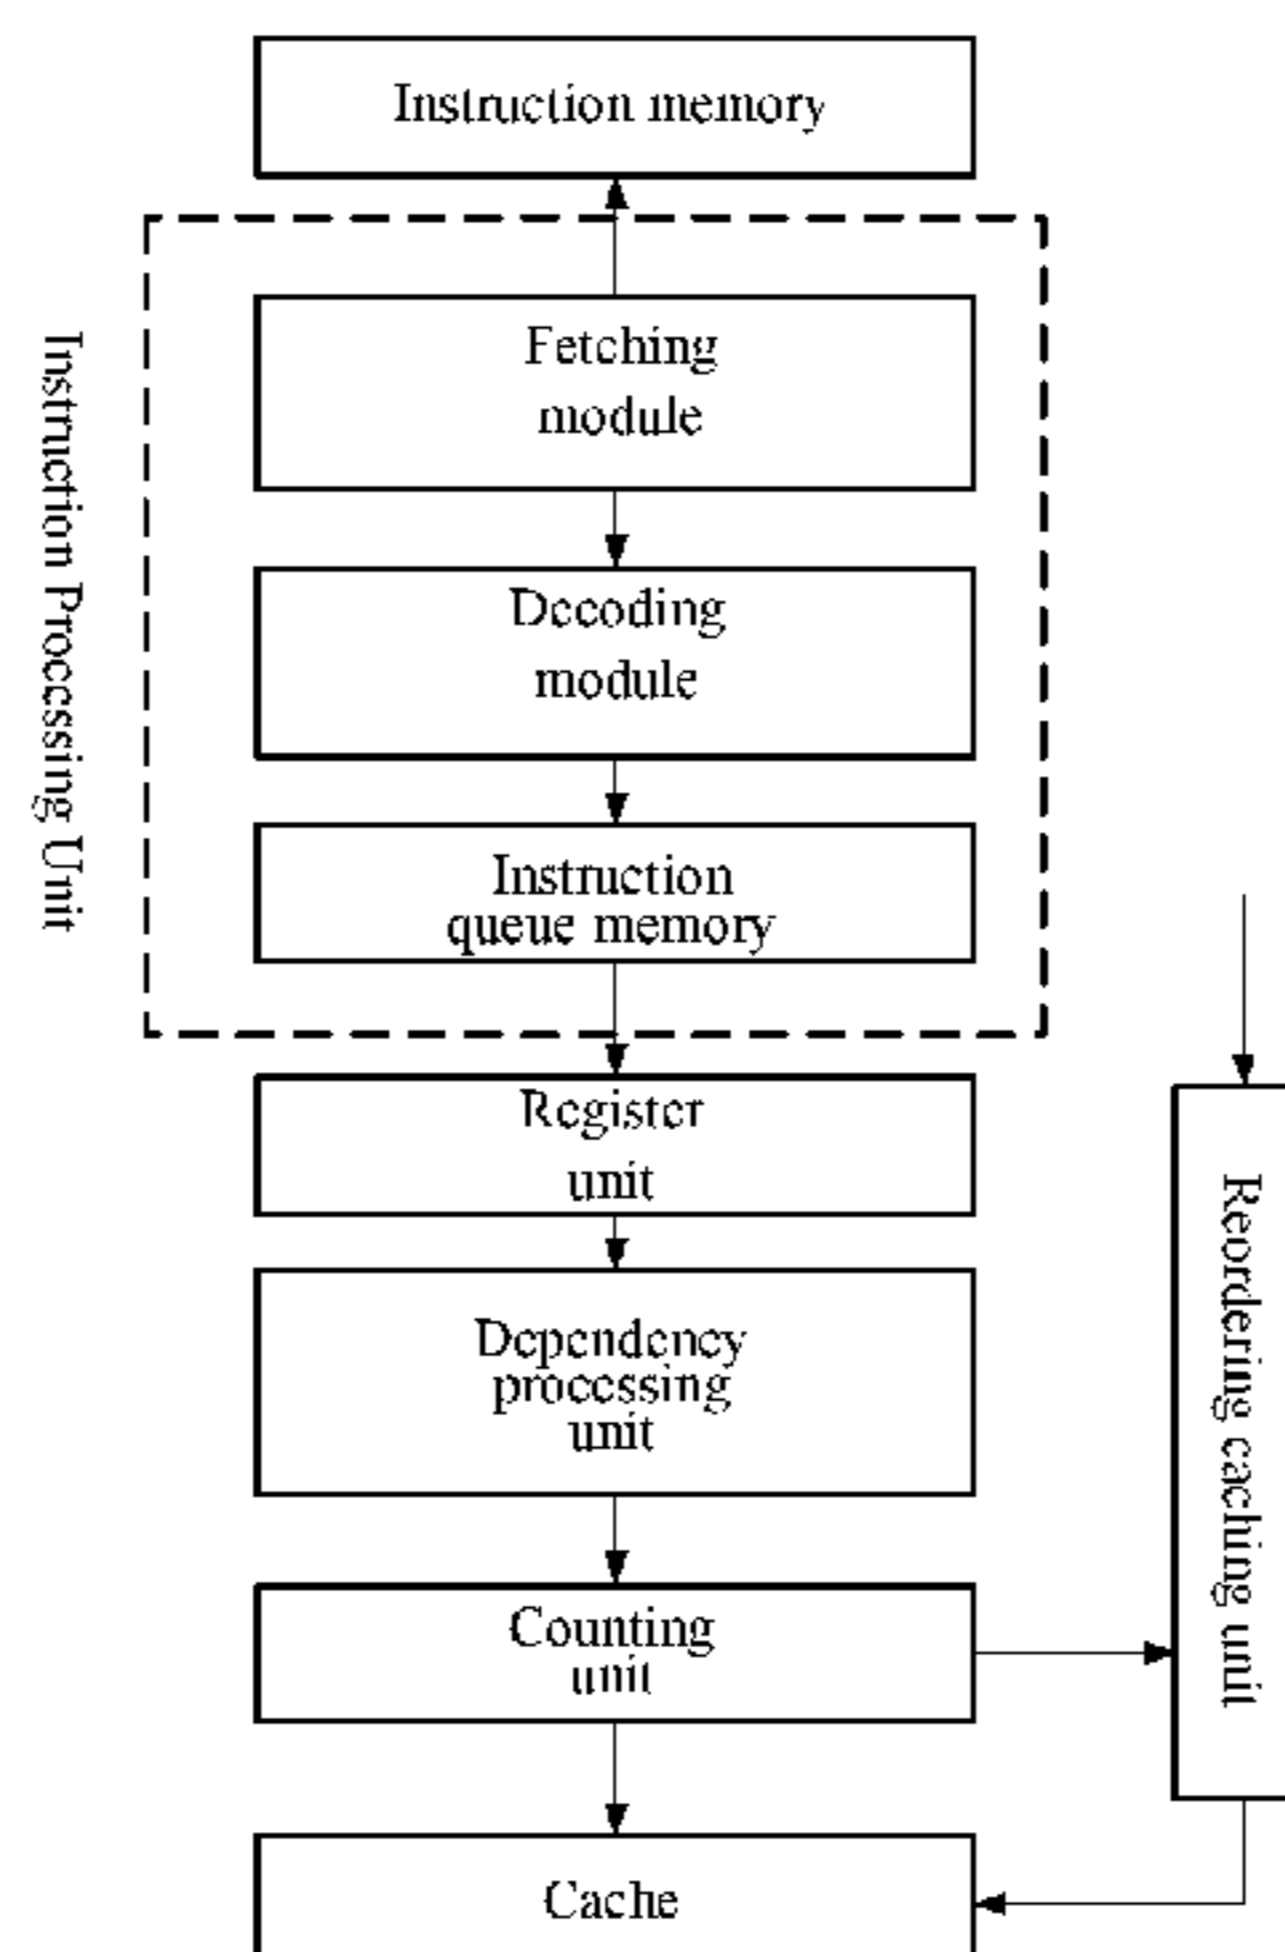 Instruction memory
Instruction Processing Unit
Fetching
module
Decoding
module
Instruction
queue memory
Register
unit
Dependency
processing
unit
Counting
unit
Reordering caching unit
Cache